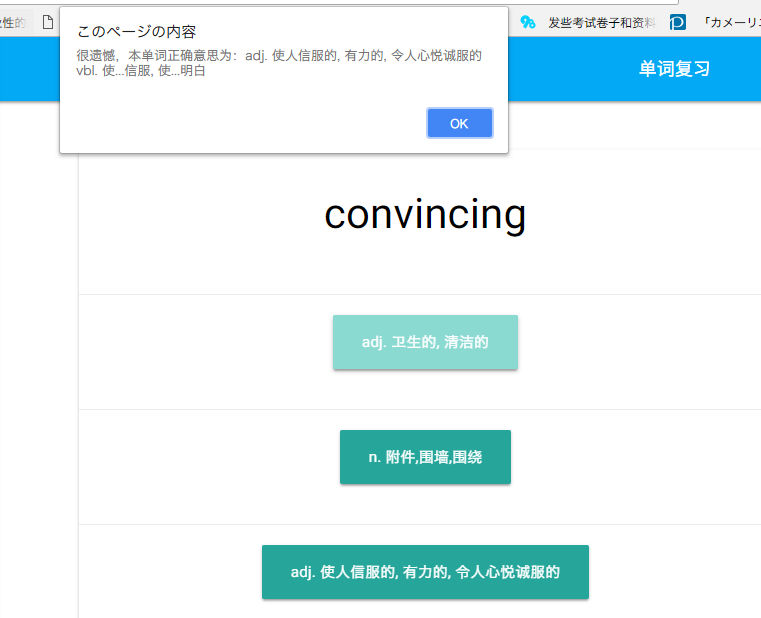 性的
发些考试卷子和资料
「カメーリ
このページの内容
很遗憾，本单词正确意思为：adj. 使人信服的, 有力的, 令人心悦诚服的
vbl. 使...信服, 使...明白
OK
单词复习
convincing
adj. 卫生的, 清洁的
n. 附件,围墙,围绕
adj. 使人信服的, 有力的, 令人心悦诚服的